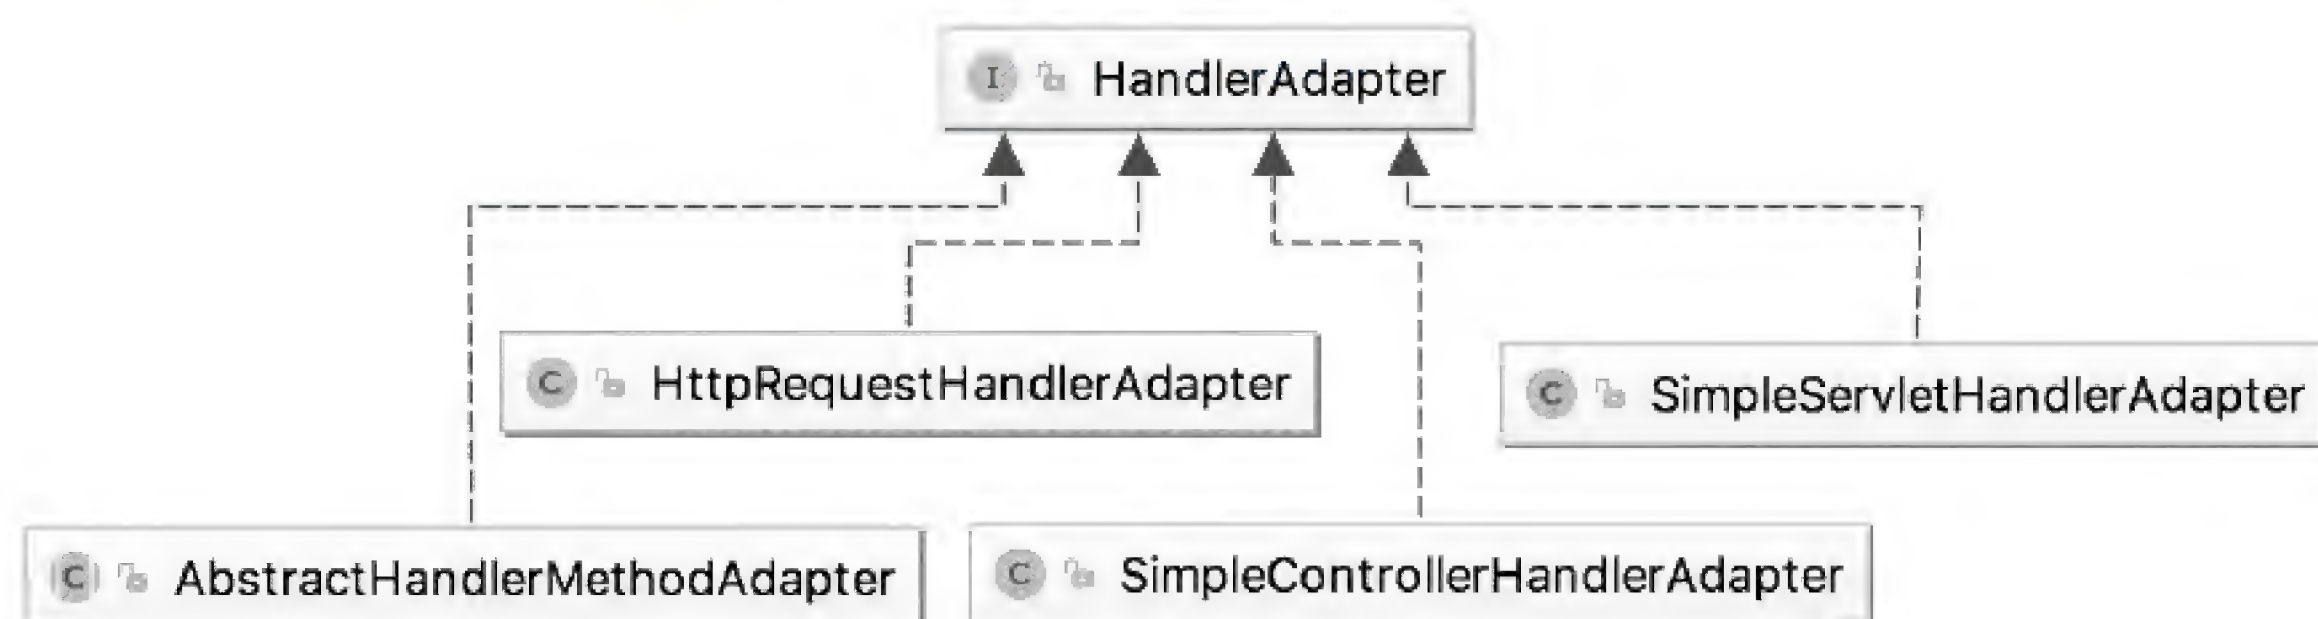 I HandlerAdapter
C HttpRequestHandlerAdapter
C SimpleServletHandlerAdapter
C AbstractHandlerMethodAdapter
C SimpleControllerHandlerAdapter